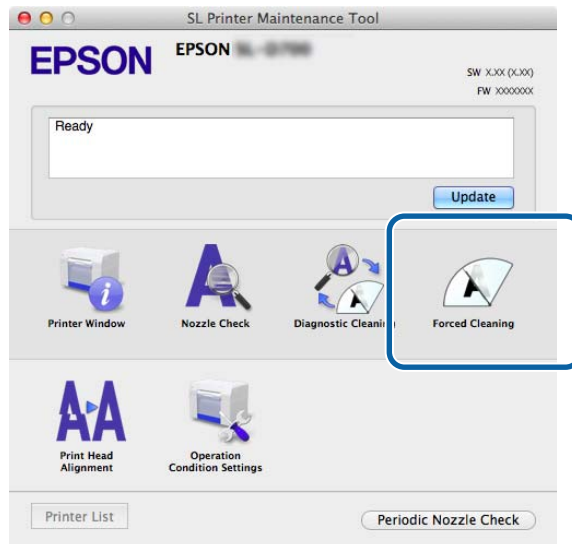 SL Printer Maintenance Tool
EPSON EPSON
SW X.XX (X.XX)
FW XXXXXXX
Ready
Update
Printer Window Nozzle Check Diagnostic Cleaning Forced Cleaning
Print Head
Alignment
Operation
Condition Settings
Printer List Periodic Nozzle Check